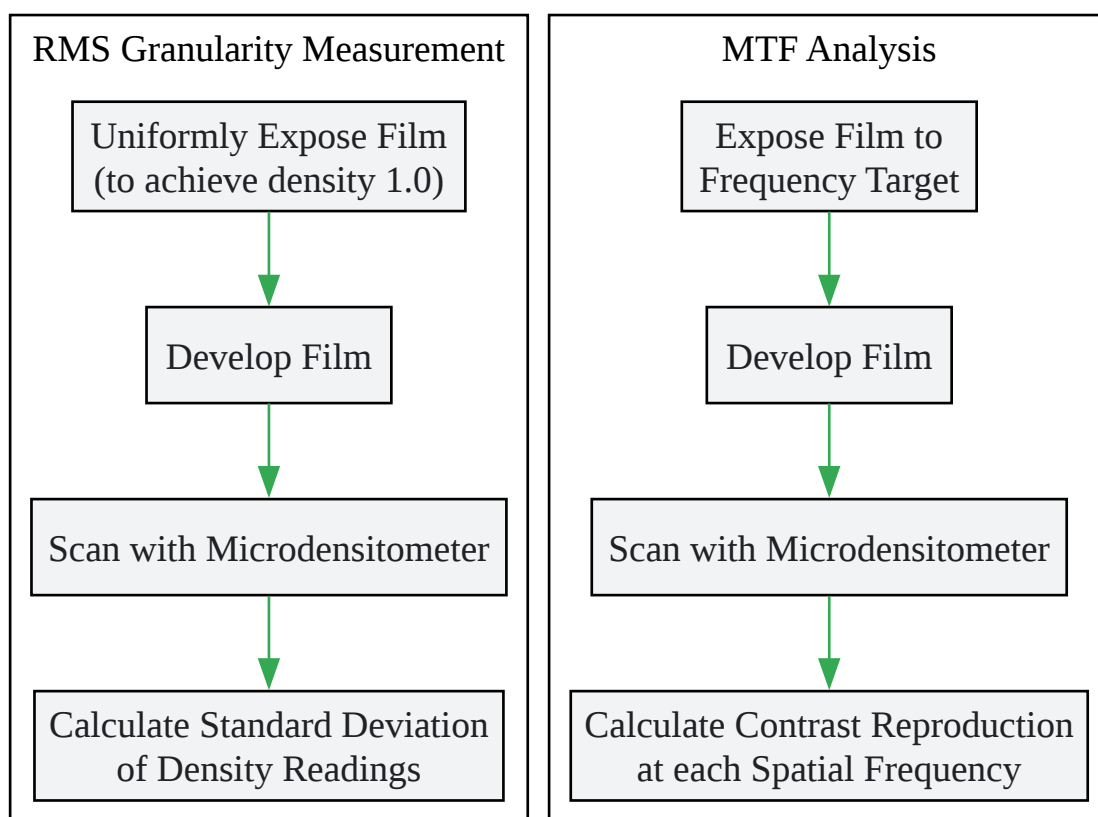 RMS Granularity Measurement
Uniformly Expose Film
(to achieve density 1.0)
Develop Film
Scan with Microdensitometer
Calculate Standard Deviation
of Density Readings
MTF Analysis
Expose Film to
Frequency Target
Develop Film
Scan with Microdensitometer
Calculate Contrast Reproduction
at each Spatial Frequency